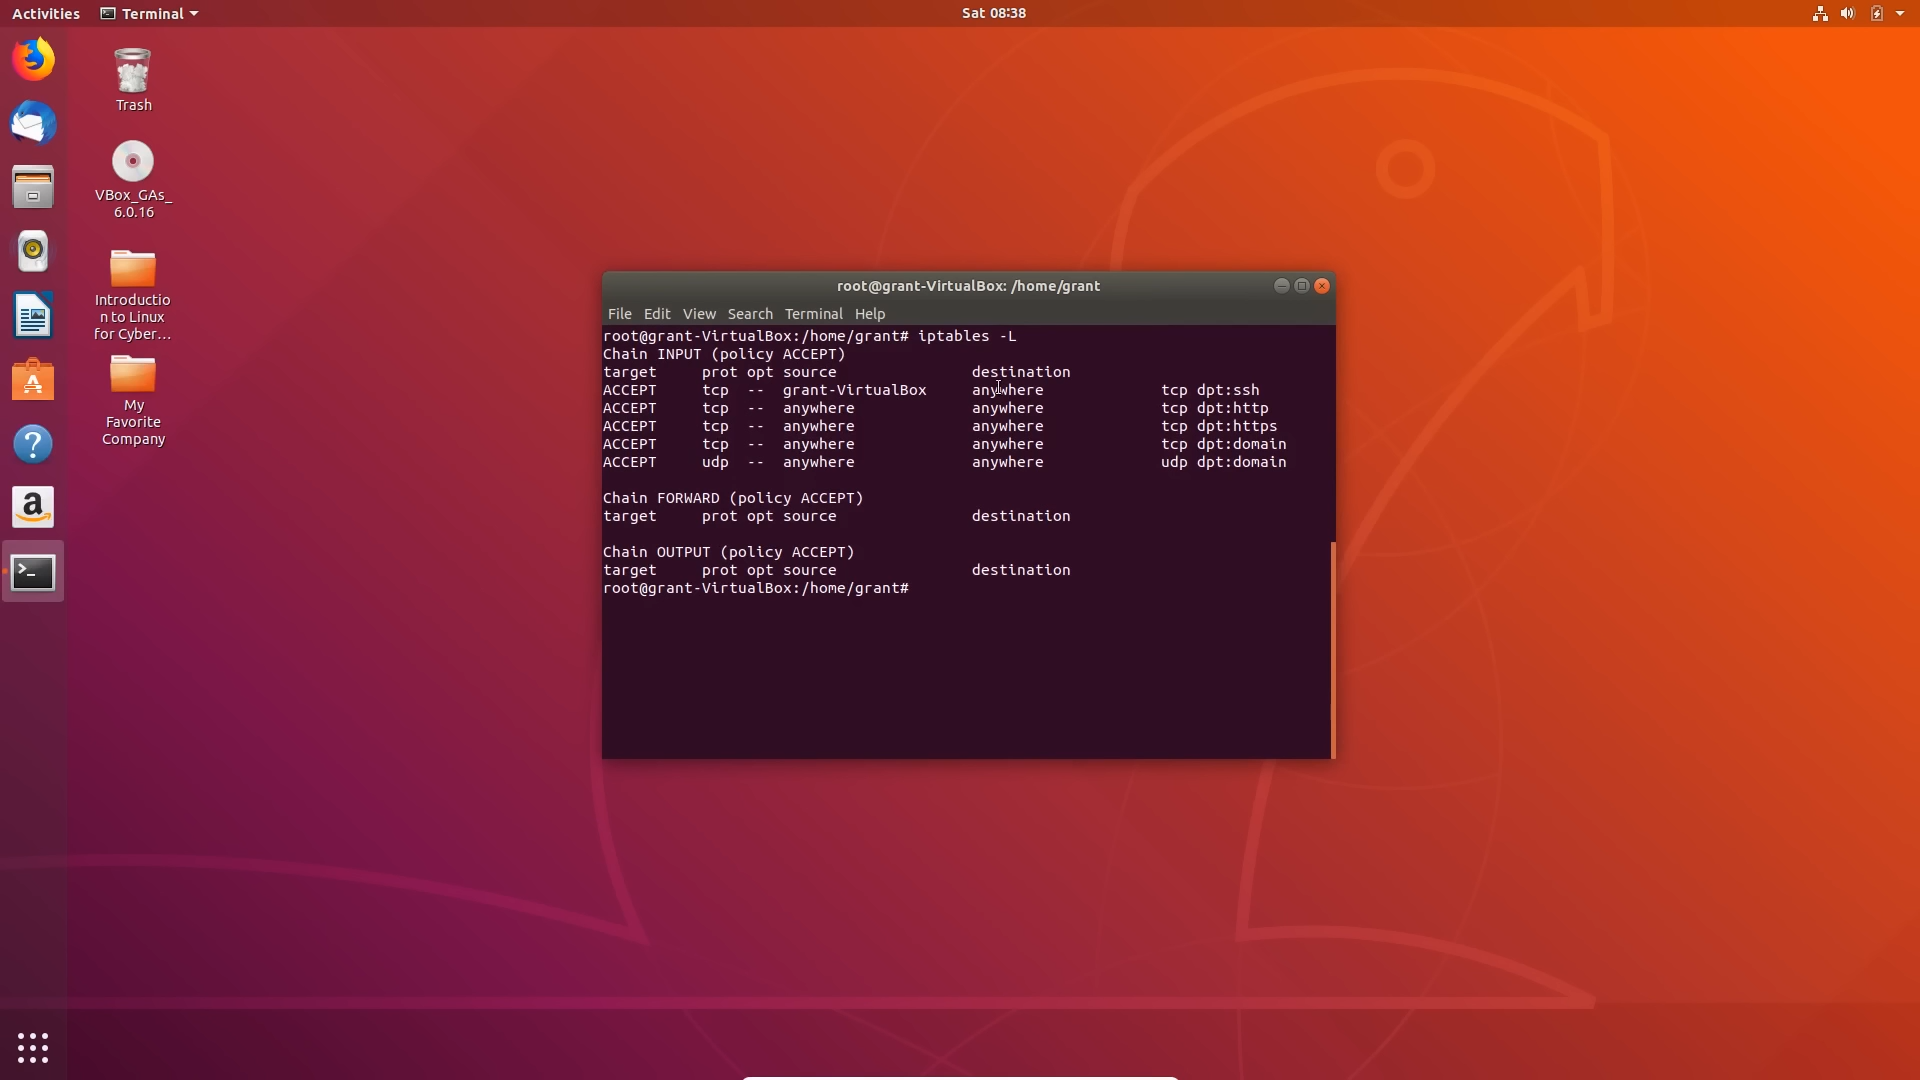 Activities Terminal Sat 08:38
Trash
VBox_GAs_
6.0.16
Introductio
n to Linux
for Cyber...
My
Favorite
Company
root@grant-VirtualBox: /home/grant
File Edit View Search Terminal Help
root@grant-VirtualBox:/home/grant# iptables -L
Chain INPUT (policy ACCEPT)
target     prot opt source               destination
ACCEPT     tcp  --  grant-VirtualBox     anywhere             tcp dpt:ssh
ACCEPT     tcp  --  anywhere             anywhere             tcp dpt:http
ACCEPT     tcp  --  anywhere             anywhere             tcp dpt:https
ACCEPT     tcp  --  anywhere             anywhere             tcp dpt:domain
ACCEPT     udp  --  anywhere             anywhere             udp dpt:domain
Chain FORWARD (policy ACCEPT)
target     prot opt source               destination
Chain OUTPUT (policy ACCEPT)
target     prot opt source               destination
root@grant-VirtualBox:/home/grant#